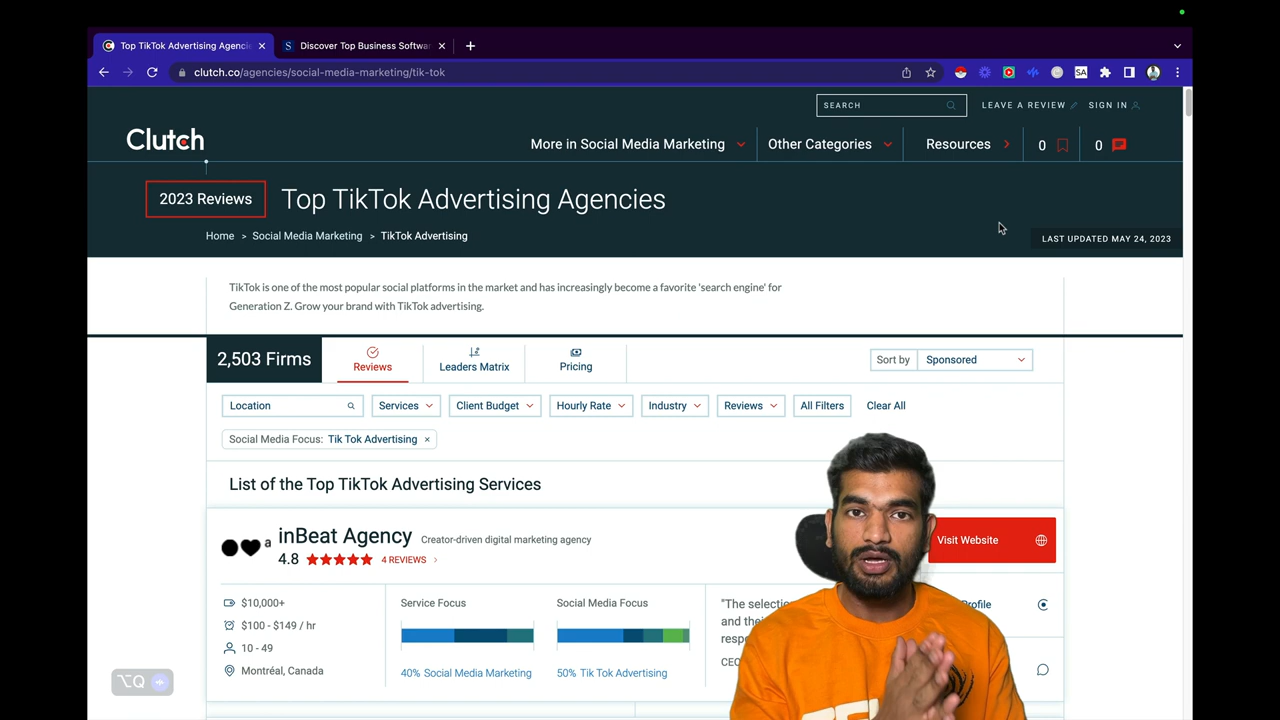 Top TikTok Advertising Agenci
Discover Top Business Softwar
clutch.co/agencies/social-media-marketing/tik-tok
SA
SEARCH
LEAVE A REVIEW
SIGN IN
Clutch
More in Social Media Marketing
Other Categories
Resources
0
0
2023 Reviews
Top TikTok Advertising Agencies
Home > Social Media Marketing > TikTok Advertising
LAST UPDATED MAY 24, 2023
TikTok is one of the most popular social platforms in the market and has increasingly become a favorite 'search engine' for
Generation Z. Grow your brand with TikTok advertising.
2,503 Firms
Reviews
Leaders Matrix
Pricing
Sort by
Sponsored
Location
Services
Client Budget
Hourly Rate
Industry
Reviews
All Filters
Clear All
Social Media Focus: Tik Tok Advertising ×
List of the Top TikTok Advertising Services
a
inBeat Agency
Creator-driven digital marketing agency
4.8
4 REVIEWS
Visit Website
$10,000+
$100 - $149 / hr
10 - 49
Montréal, Canada
Service Focus
40% Social Media Marketing
Social Media Focus
50% Tik Tok Advertising
"The selectio
and thei
respo
CEO
rofile
⌥Q